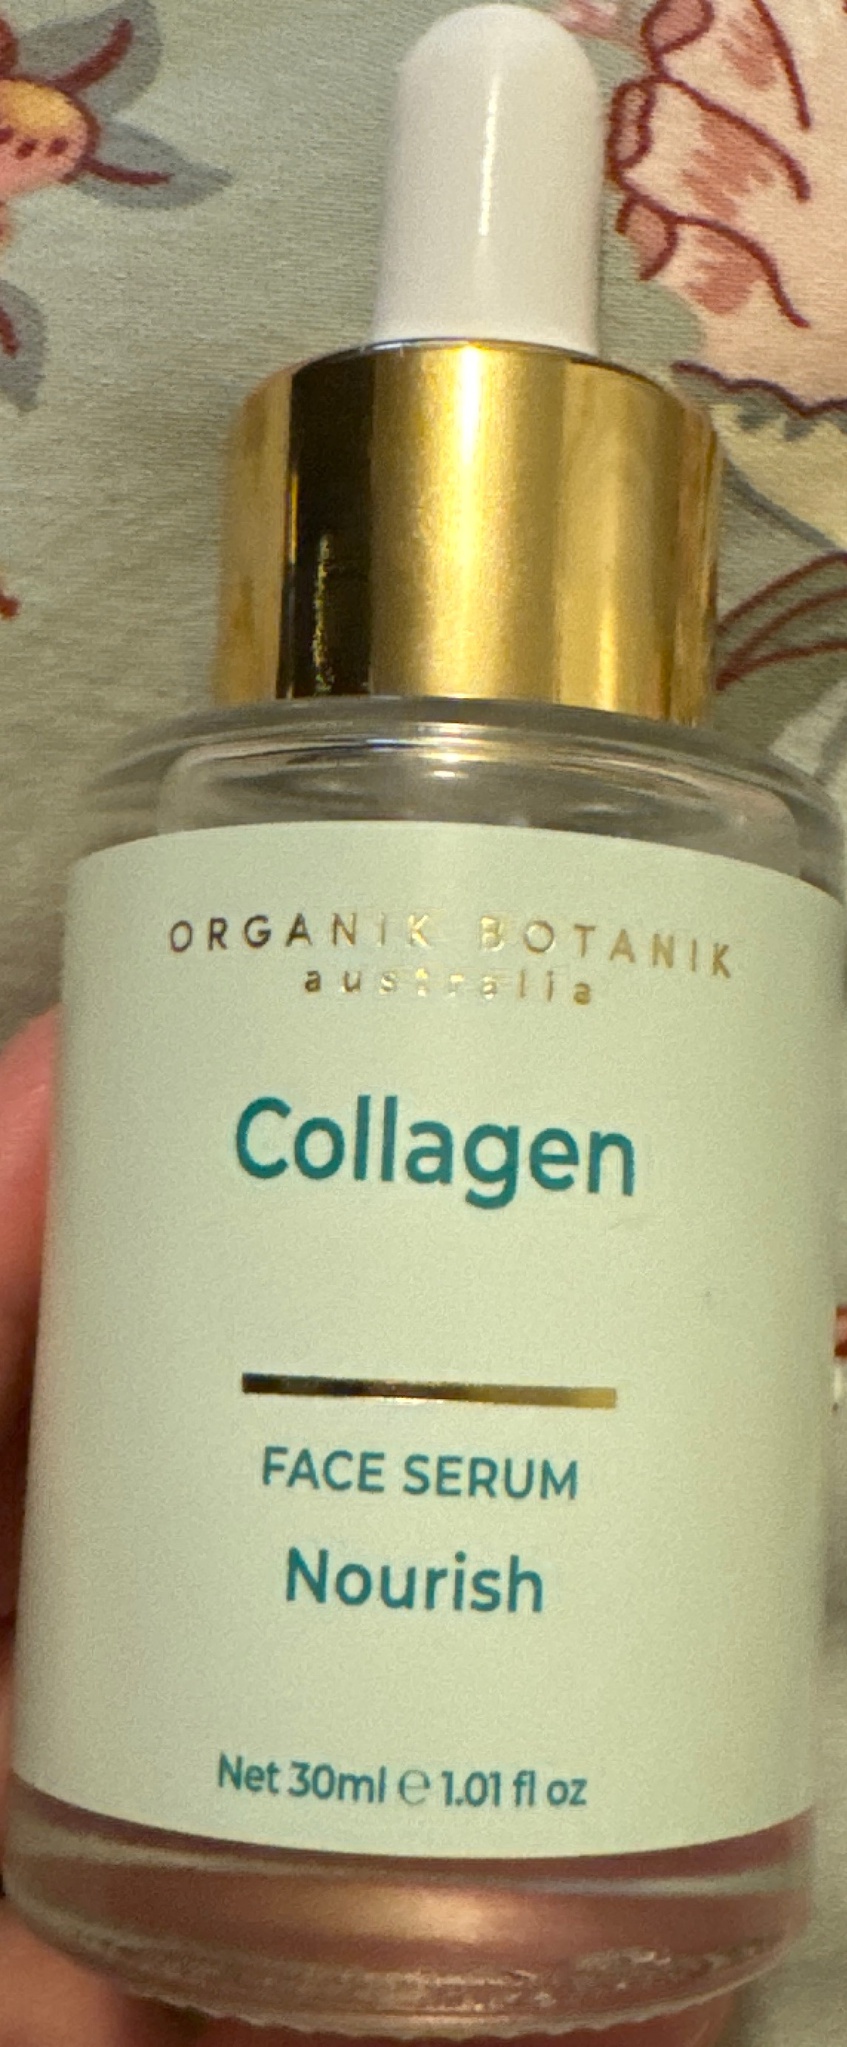 ORGANIK BOTANIK
australia
Collagen
FACE SERUM
Nourish
Net 30ml ℮ 1.01 fl oz